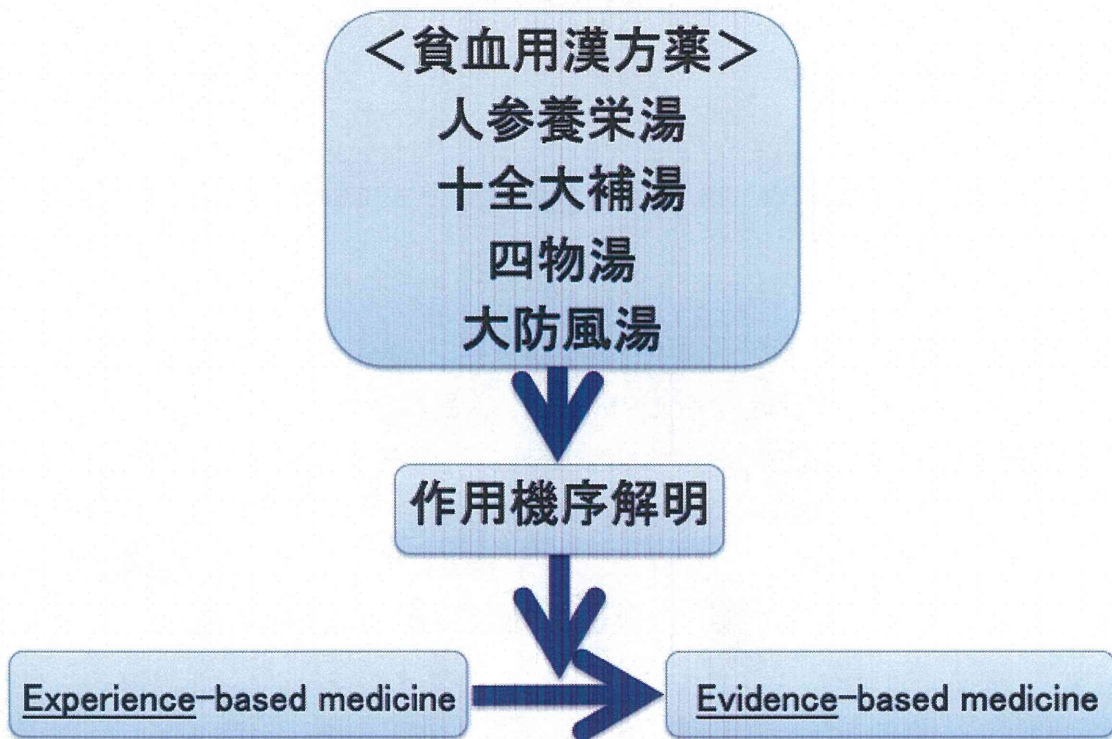 ＜貧血用漢方薬＞
人参養栄湯
十全大補湯
四物湯
大防風湯
作用機序解明
Experience-based medicine
Evidence-based medicine